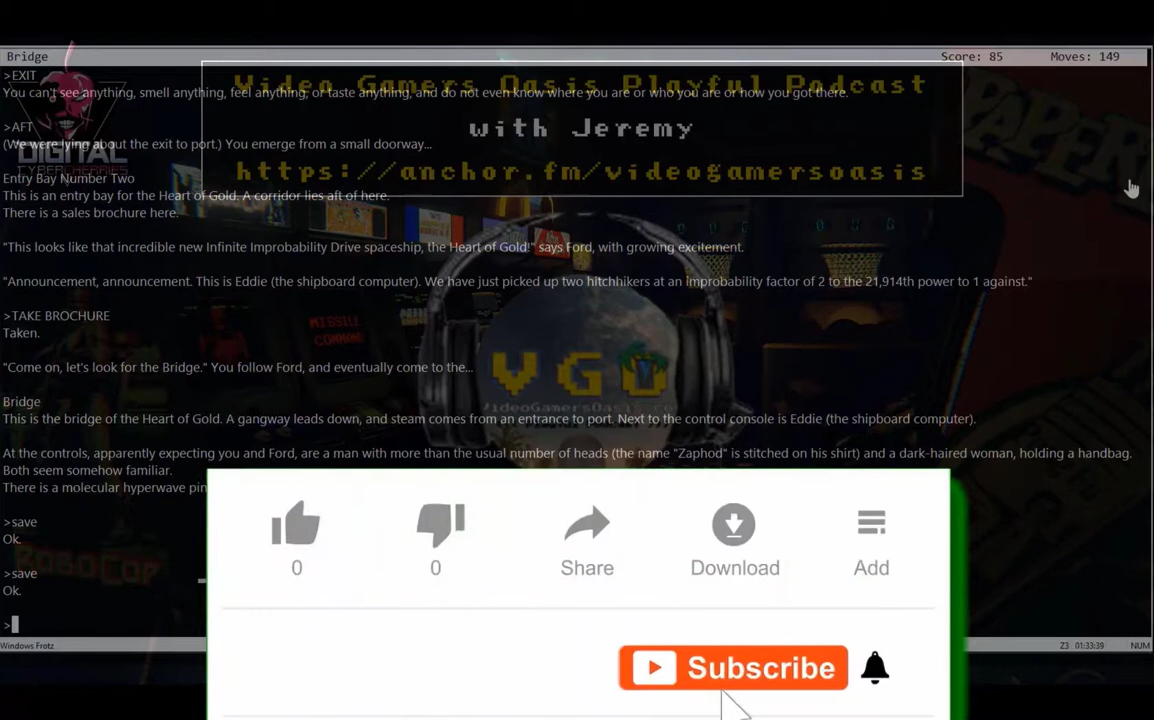 Bridge Score: 85 Moves: 149
>EXIT
You can't see anything, smell anything, feel anything, or taste anything, and do not even know where you are or who you are or how you got there.
Video Gamers Oasis Playful Podcast
with Jeremy
https://anchor.fm/videogamersoasis
>AFT
(We were lying about the exit to port.) You emerge from a small doorway...
DIGITAL
CYBERCHERRIES
PAPER
Entry Bay Number Two
This is an entry bay for the Heart of Gold. A corridor lies aft of here.
There is a sales brochure here.
"This looks like that incredible new Infinite Improbability Drive spaceship, the Heart of Gold!" says Ford, with growing excitement.
"Announcement, announcement. This is Eddie (the shipboard computer). We have just picked up two hitchhikers at an improbability factor of 2 to the 21,914th power to 1 against."
>TAKE BROCHURE
Taken.
MISSILE
COMMAND
"Come on, let's look for the Bridge." You follow Ford, and eventually come to the...
VGO
Bridge
This is the bridge of the Heart of Gold. A gangway leads down, and steam comes from an entrance to port. Next to the control console is Eddie (the shipboard computer).
At the controls, apparently expecting you and Ford, are a man with more than the usual number of heads (the name "Zaphod" is stitched on his shirt) and a dark-haired woman, holding a handbag.
Both seem somehow familiar.
There is a molecular hyperwave pin
>save
Ok.
ROBOCOP
>save
Ok.
>
0
0
Share
Download
Add
Subscribe
Windows Frotz Z3 01:33:39 NUM